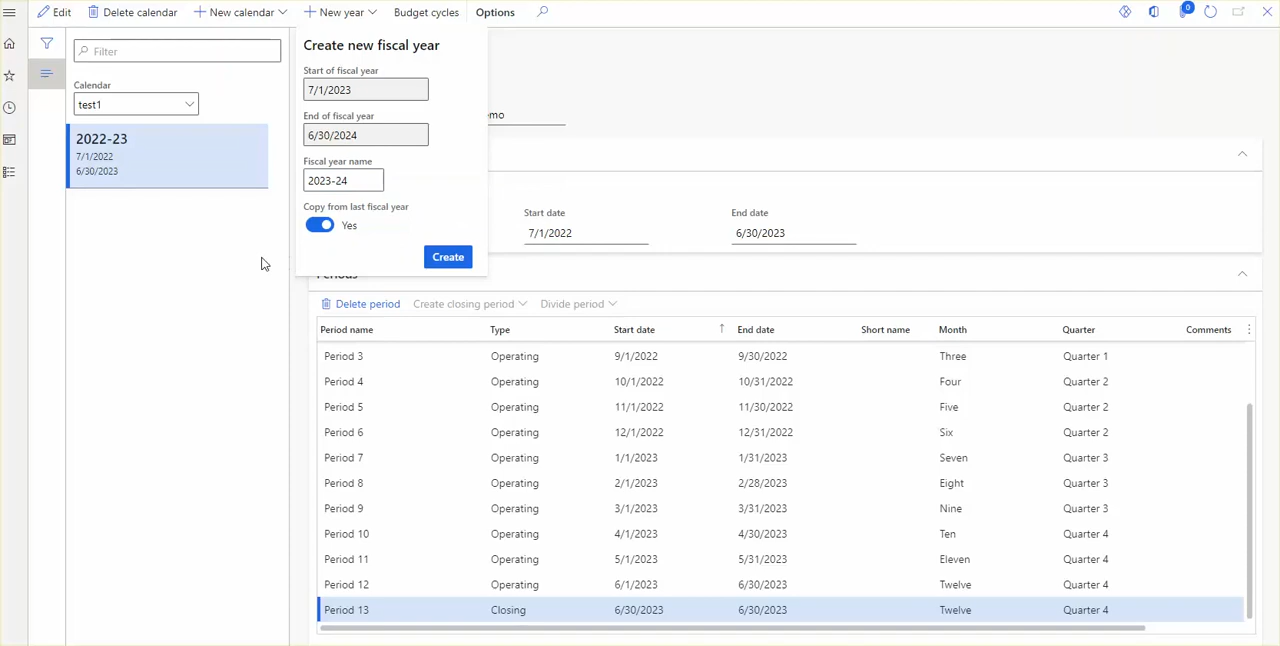 Edit Delete calendar New calendar New year Budget cycles Options 0
Filter
Calendar
test1
2022-23
7/1/2022
6/30/2023
Create new fiscal year
Start of fiscal year
7/1/2023
End of fiscal year
6/30/2024
Fiscal year name
2023-24
Copy from last fiscal year
Yes
Create
emo
Start date End date
7/1/2022 6/30/2023
Periods
Delete period Create closing period Divide period
Period name Type Start date End date Short name Month Quarter Comments
Period 3 Operating 9/1/2022 9/30/2022 Three Quarter 1
Period 4 Operating 10/1/2022 10/31/2022 Four Quarter 2
Period 5 Operating 11/1/2022 11/30/2022 Five Quarter 2
Period 6 Operating 12/1/2022 12/31/2022 Six Quarter 2
Period 7 Operating 1/1/2023 1/31/2023 Seven Quarter 3
Period 8 Operating 2/1/2023 2/28/2023 Eight Quarter 3
Period 9 Operating 3/1/2023 3/31/2023 Nine Quarter 3
Period 10 Operating 4/1/2023 4/30/2023 Ten Quarter 4
Period 11 Operating 5/1/2023 5/31/2023 Eleven Quarter 4
Period 12 Operating 6/1/2023 6/30/2023 Twelve Quarter 4
Period 13 Closing 6/30/2023 6/30/2023 Twelve Quarter 4